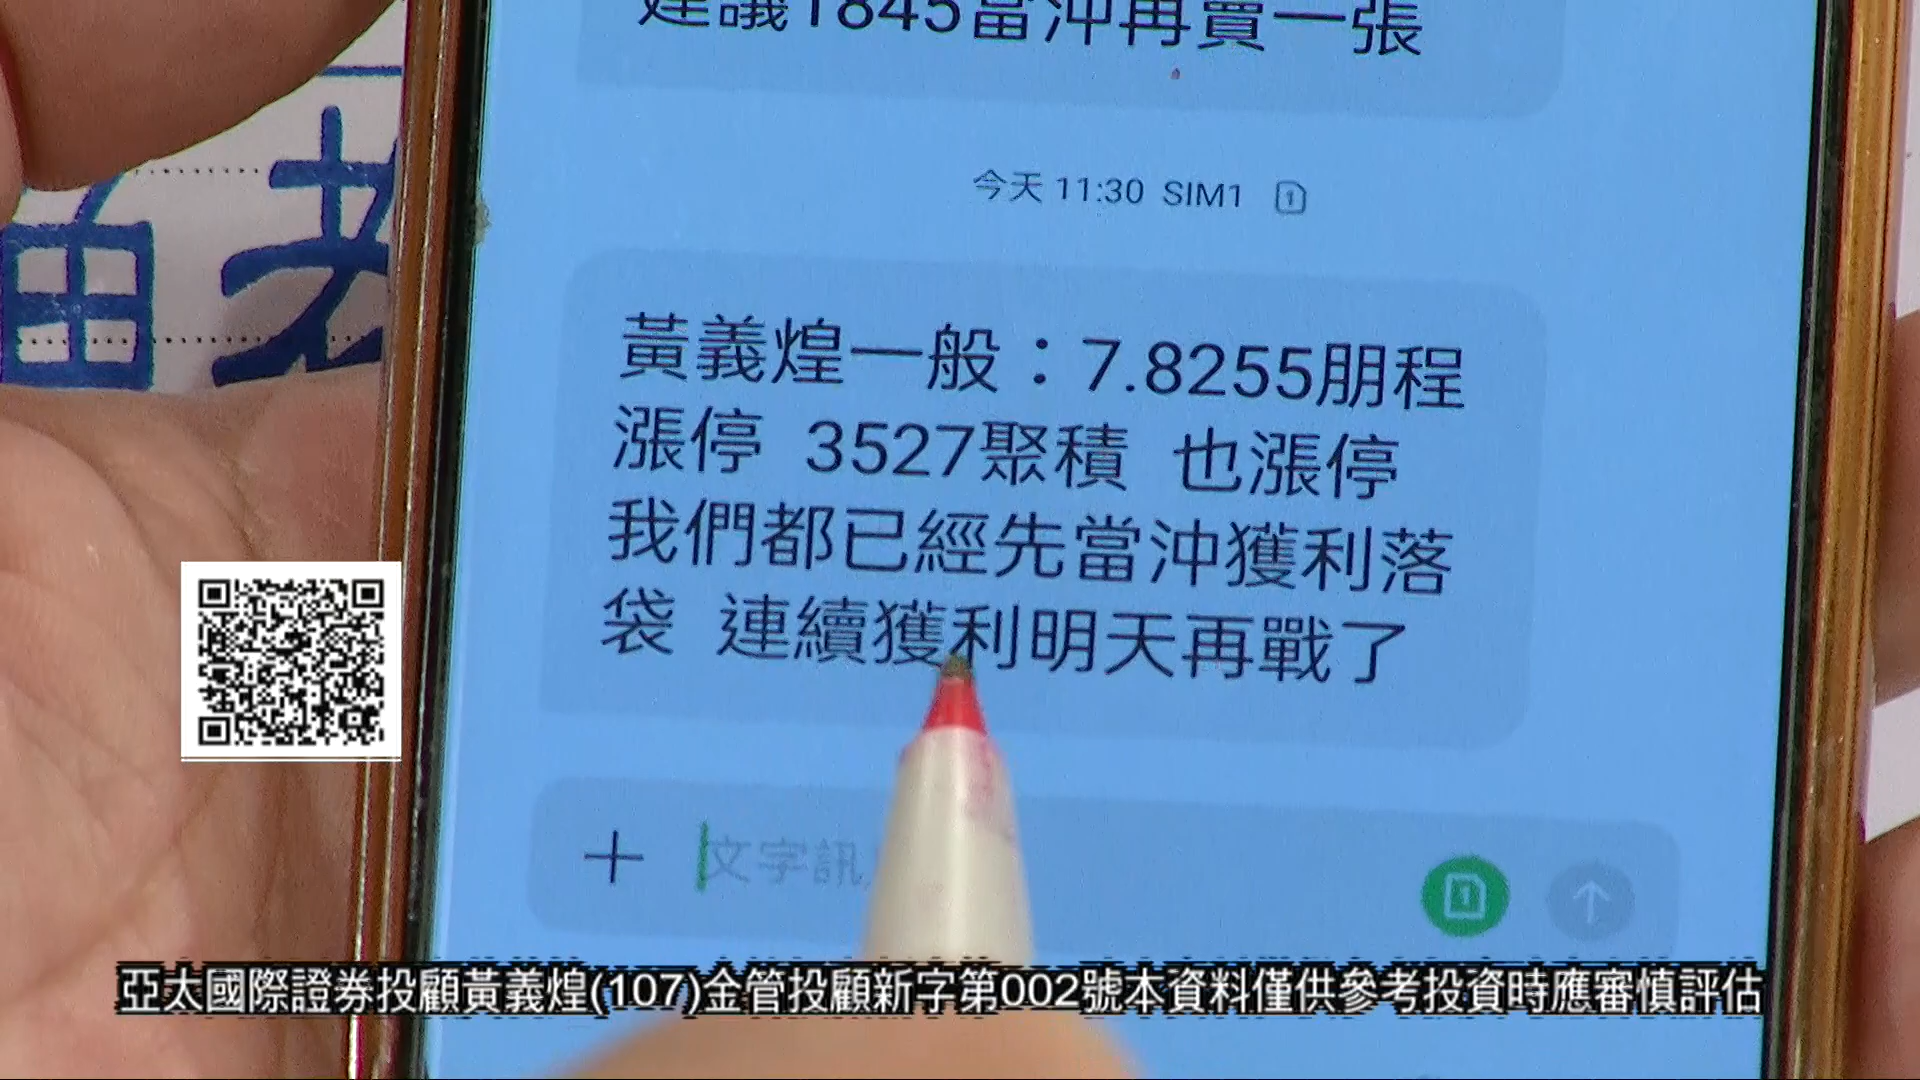 建議1845當沖再賣一張
今天 11:30 SIM1
黃義煌一般：7.8255朋程
漲停 3527聚積 也漲停
我們都已經先當沖獲利落
袋 連續獲利明天再戰了
文字訊
亞太國際證券投顧黃義煌(107)金管投顧新字第002號本資料僅供參考投資時應審慎評估